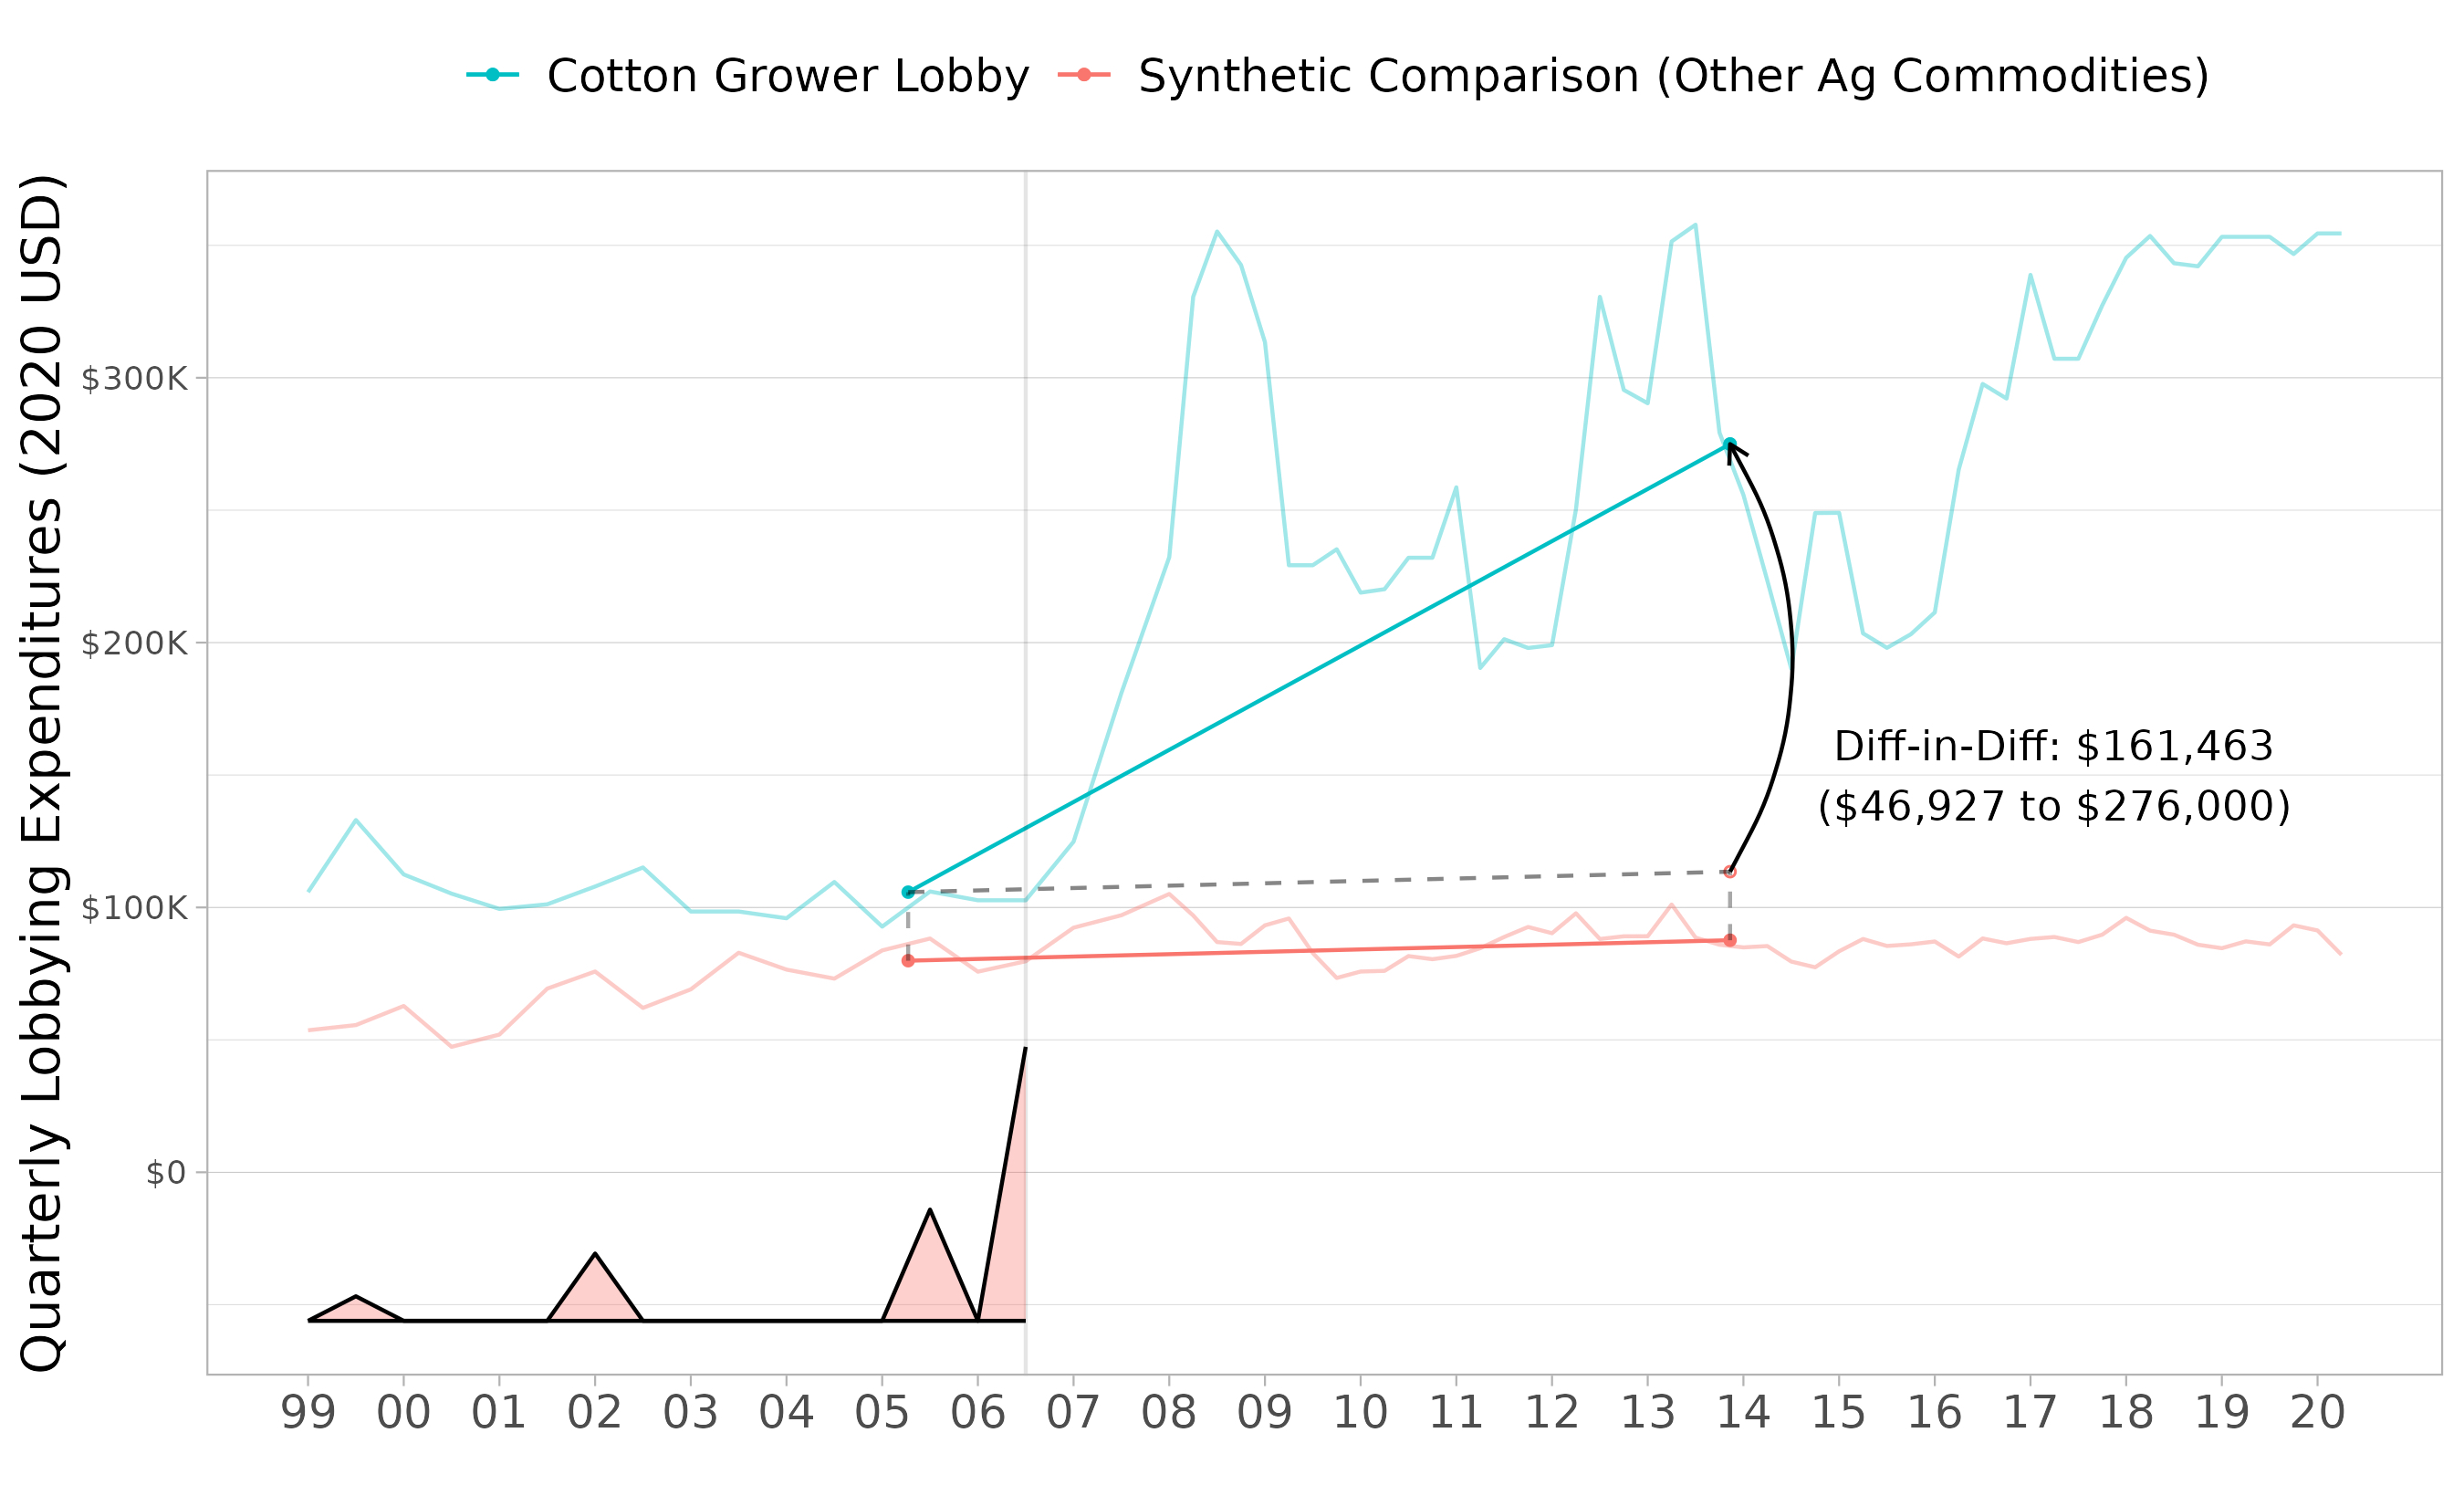 Cotton Grower Lobby Synthetic Comparison (Other Ag Commodities)
Quarterly Lobbying Expenditures (2020 USD)
$300K
$200K
$100K
$0
Diff-in-Diff: $161,463
($46,927 to $276,000)
99 00 01 02 03 04 05 06 07 08 09 10 11 12 13 14 15 16 17 18 19 20